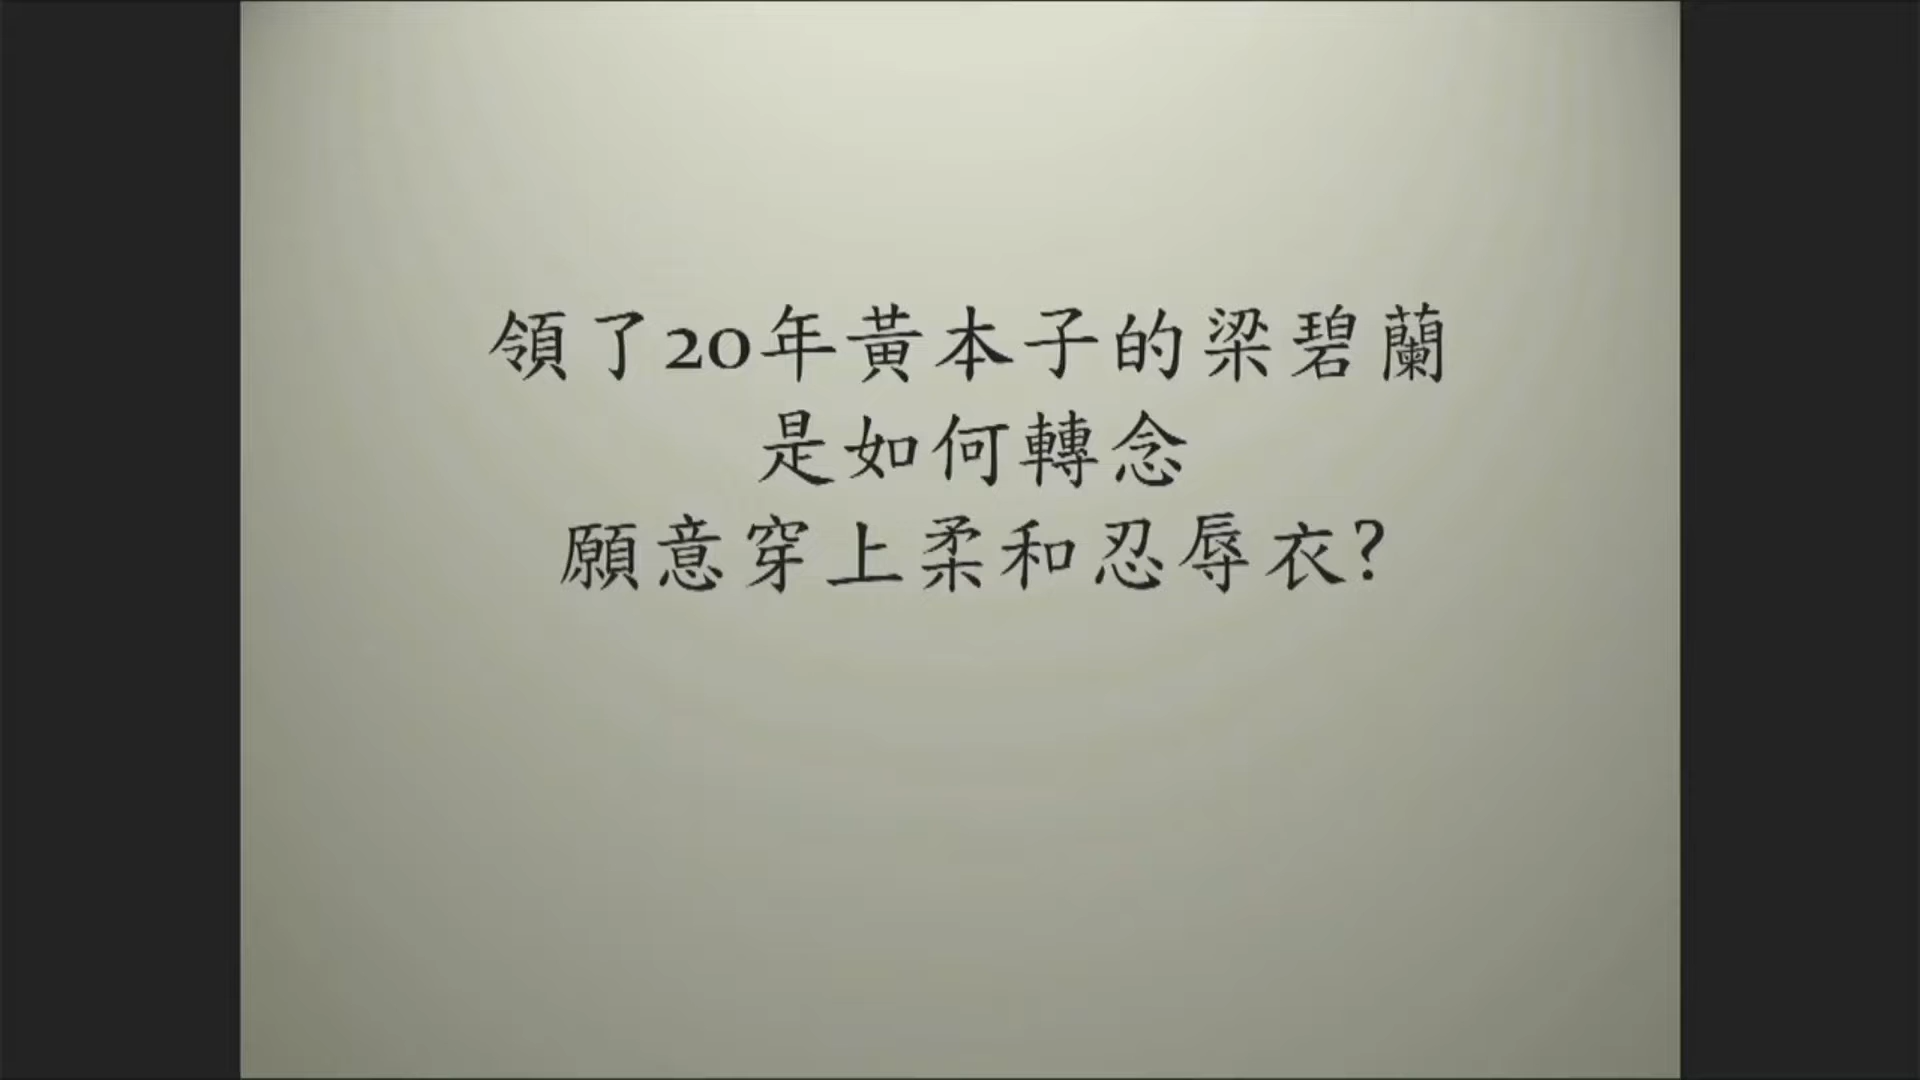 領了20年黃本子的梁碧蘭
是如何轉念
願意穿上柔和忍辱衣?